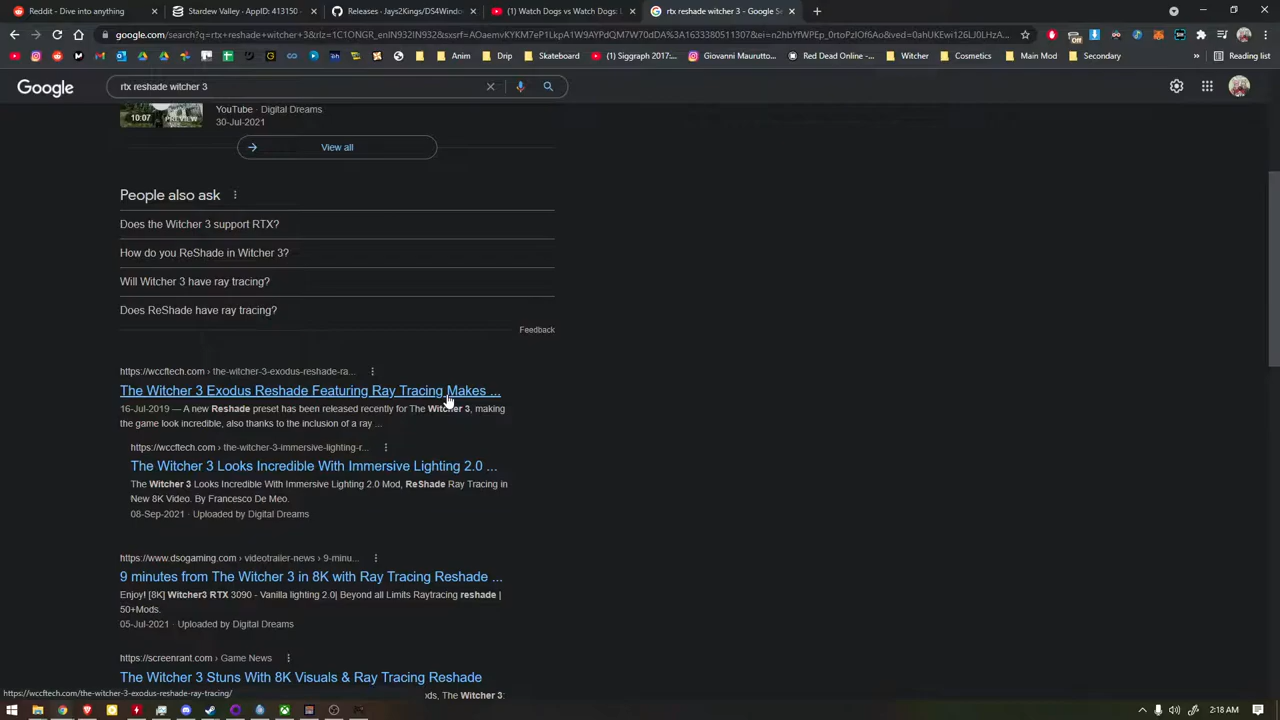 Reddit - Dive into anything
Stardew Valley · AppID: 413150
Releases · Jays2Kings/DS4Windows
(1) Watch Dogs vs Watch Dogs:
rtx reshade witcher 3 - Google Se
Anim
Drip
Skateboard
(1) Siggraph 2017:
Giovanni Maurutto...
Red Dead Online -...
Witcher
Cosmetics
Main Mod
Secondary
Reading list
Google
rtx reshade witcher 3
10:07
PREVIEW
YouTube · Digital Dreams
30-Jul-2021
View all
People also ask
Does the Witcher 3 support RTX?
How do you ReShade in Witcher 3?
Will Witcher 3 have ray tracing?
Does ReShade have ray tracing?
Feedback
https://wccftech.com › the-witcher-3-exodus-reshade-ra...
The Witcher 3 Exodus Reshade Featuring Ray Tracing Makes ...
16-Jul-2019 — A new Reshade preset has been released recently for The Witcher 3, making
the game look incredible, also thanks to the inclusion of a ray ...
https://wccftech.com › the-witcher-3-immersive-lighting-r...
The Witcher 3 Looks Incredible With Immersive Lighting 2.0 ...
The Witcher 3 Looks Incredible With Immersive Lighting 2.0 Mod, ReShade Ray Tracing in
New 8K Video. By Francesco De Meo.
08-Sep-2021 · Uploaded by Digital Dreams
https://www.dsogaming.com › videotrailer-news › 9-minu...
9 minutes from The Witcher 3 in 8K with Ray Tracing Reshade ...
Enjoy! [8K] Witcher3 RTX 3090 - Vanilla lighting 2.0| Beyond all Limits Raytracing reshade |
50+Mods.
05-Jul-2021 · Uploaded by Digital Dreams
https://screenrant.com › Game News
The Witcher 3 Stuns With 8K Visuals & Ray Tracing Reshade
ods, The Witcher 3:
https://wccftech.com/the-witcher-3-exodus-reshade-ray-tracing/
2:18 AM